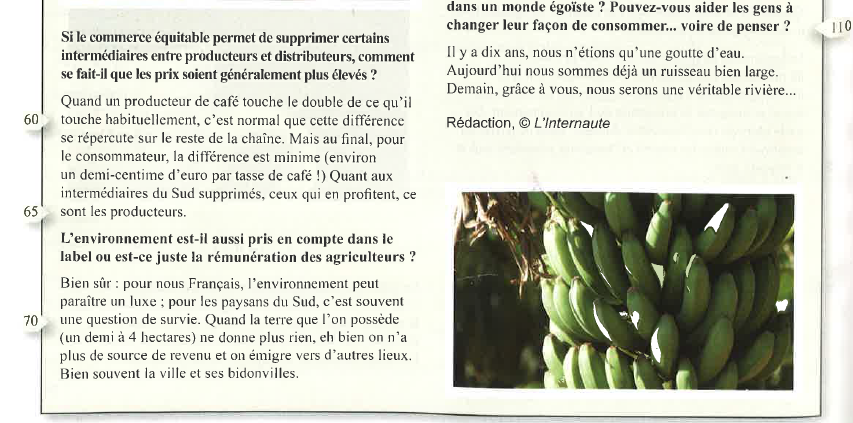 Si le commerce équitable permet de supprimer certains
intermédiaires entre producteurs et distributeurs, comment
se fait-il que les prix soient généralement plus élevés ?
Quand un producteur de café touche le double de ce qu'il
60
touche habituellement, c'est normal que cette différence
se répercute sur le reste de la chaîne. Mais au final, pour
le consommateur, la différence est minime (environ
un demi-centime d'euro par tasse de café !) Quant aux
intermédiaires du Sud supprimés, ceux qui en profitent, ce
65
sont les producteurs.
L'environnement est-il aussi pris en compte dans le
label ou est-ce juste la rémunération des agriculteurs ?
Bien sûr : pour nous Français, l'environnement peut
paraître un luxe ; pour les paysans du Sud, c'est souvent
70
une question de survie. Quand la terre que l'on possède
(un demi à 4 hectares) ne donne plus rien, eh bien on n'a
plus de source de revenu et on émigre vers d'autres lieux.
Bien souvent la ville et ses bidonvilles.
dans un monde égoïste ? Pouvez-vous aider les gens à
changer leur façon de consommer... voire de penser ?
110
Il y a dix ans, nous n'étions qu'une goutte d'eau.
Aujourd'hui nous sommes déjà un ruisseau bien large.
Demain, grâce à vous, nous serons une véritable rivière...
Rédaction, © L'Internaute